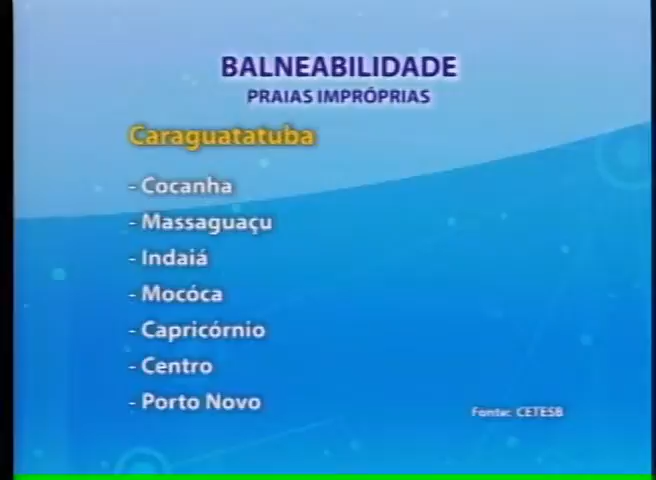 BALNEABILIDADE
PRAIAS IMPRÓPRIAS
Caraguatatuba
- Cocanha
- Massaguaçu
- Indaiá
- Mocóca
- Capricórnio
- Centro
- Porto Novo
Fonte: CETESB